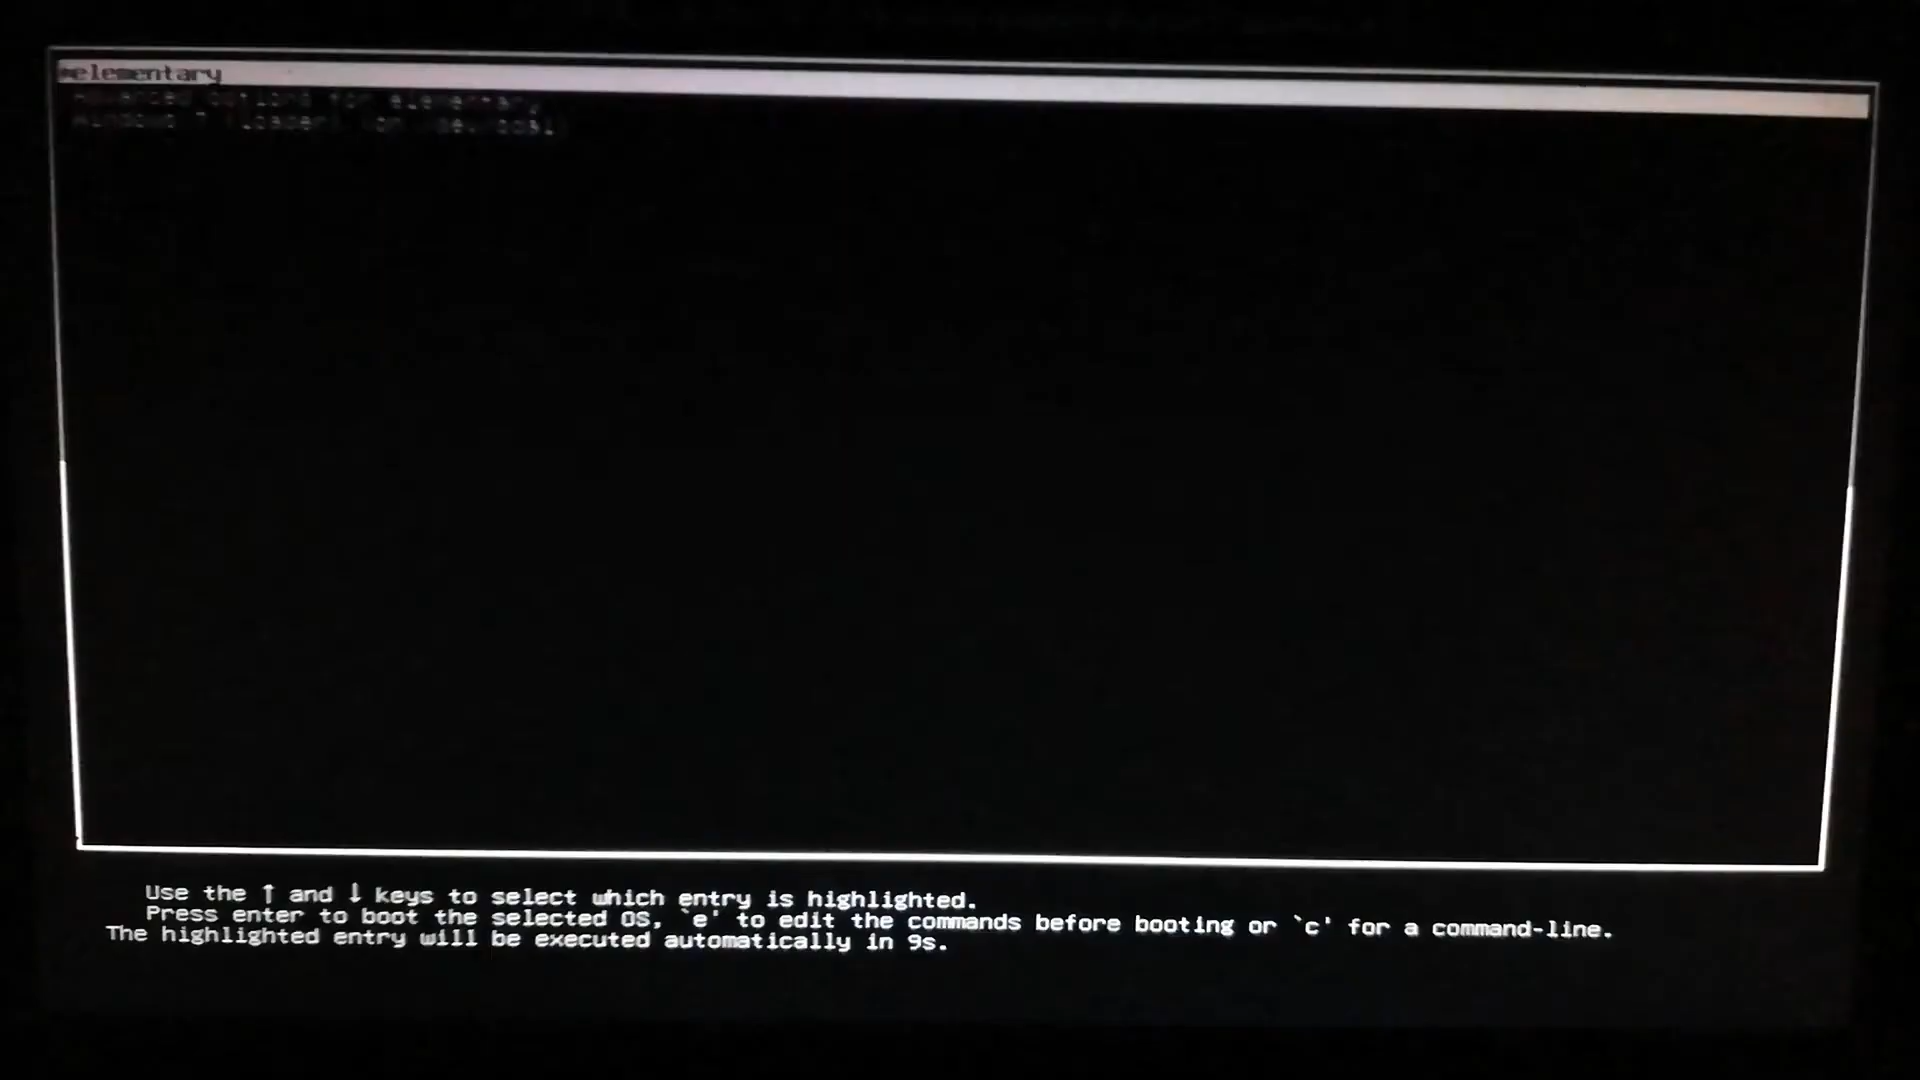 *elementary
Advanced options for elementary
Windows 7 (loader) (on /dev/sda1)
Use the ↑ and ↓ keys to select which entry is highlighted.
Press enter to boot the selected OS, `e' to edit the commands before booting or `c' for a command-line.
The highlighted entry will be executed automatically in 9s.